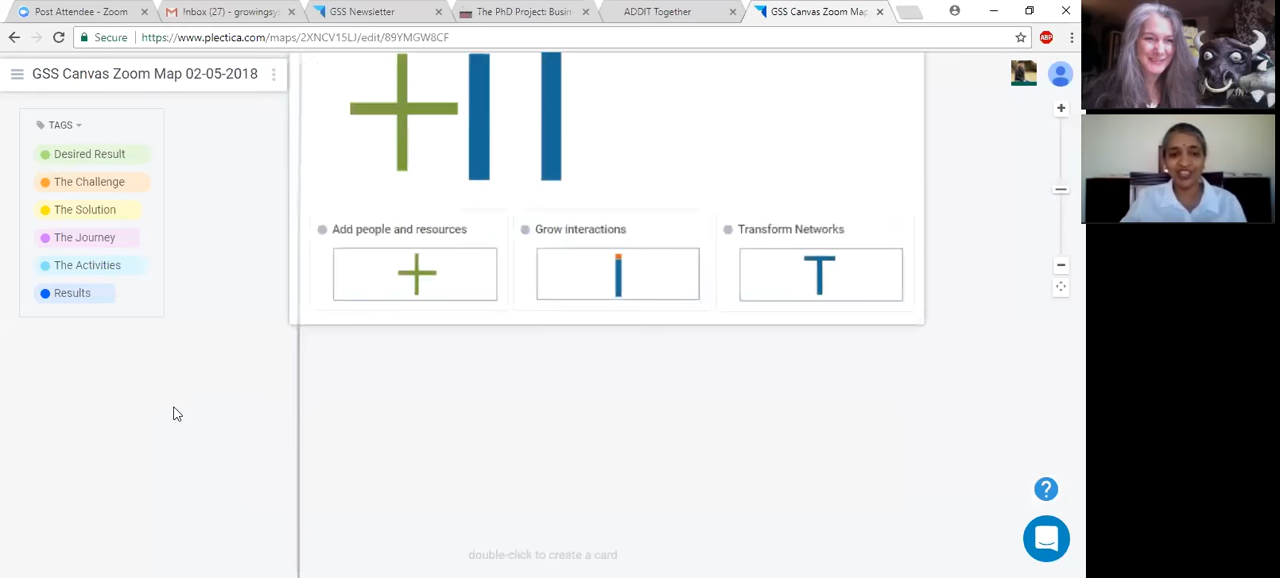 Post Attendee - Zoom
Inbox (27) - growingsy
GSS Newsletter
The PhD Project: Busin
ADDIT Together
GSS Canvas Zoom Map
Secure
https://www.plectica.com/maps/2XNCV15LJ/edit/89YMGW8CF
ABP
GSS Canvas Zoom Map 02-05-2018
TAGS
Desired Result
The Challenge
The Solution
The Journey
The Activities
Results
Add people and resources
Grow interactions
Transform Networks
+
i
T
?
double-click to create a card